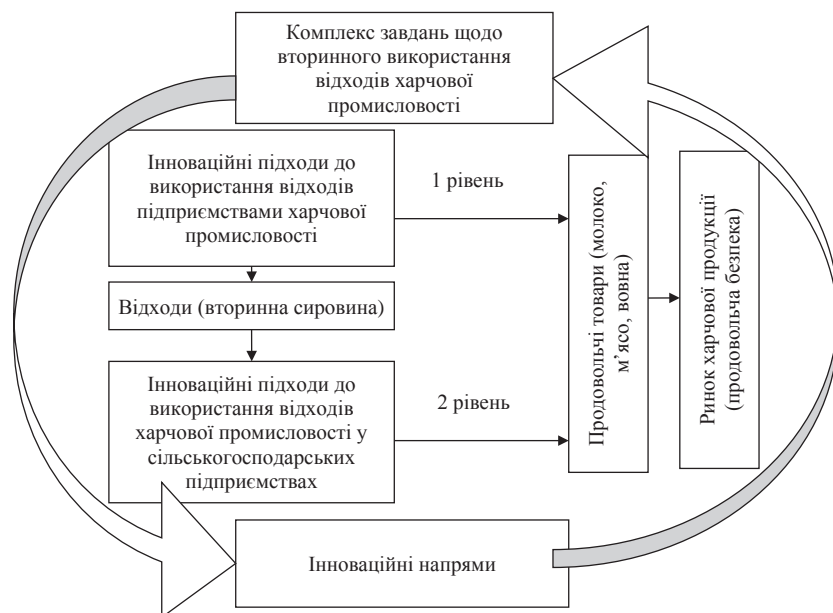 Комплекс завдань щодо
вторинного використання
відходів харчової
промисловості
Інноваційні підходи до
використання відходів
підприємствами харчової
промисловості
1 рівень
Відходи (вторинна сировина)
Інноваційні підходи до
використання відходів
харчової промисловості у
сільськогосподарських
підприємствах
2 рівень
Продовольчі товари (молоко,
м’ясо, вовна)
Ринок харчової продукції
(продовольча безпека)
Інноваційні напрями